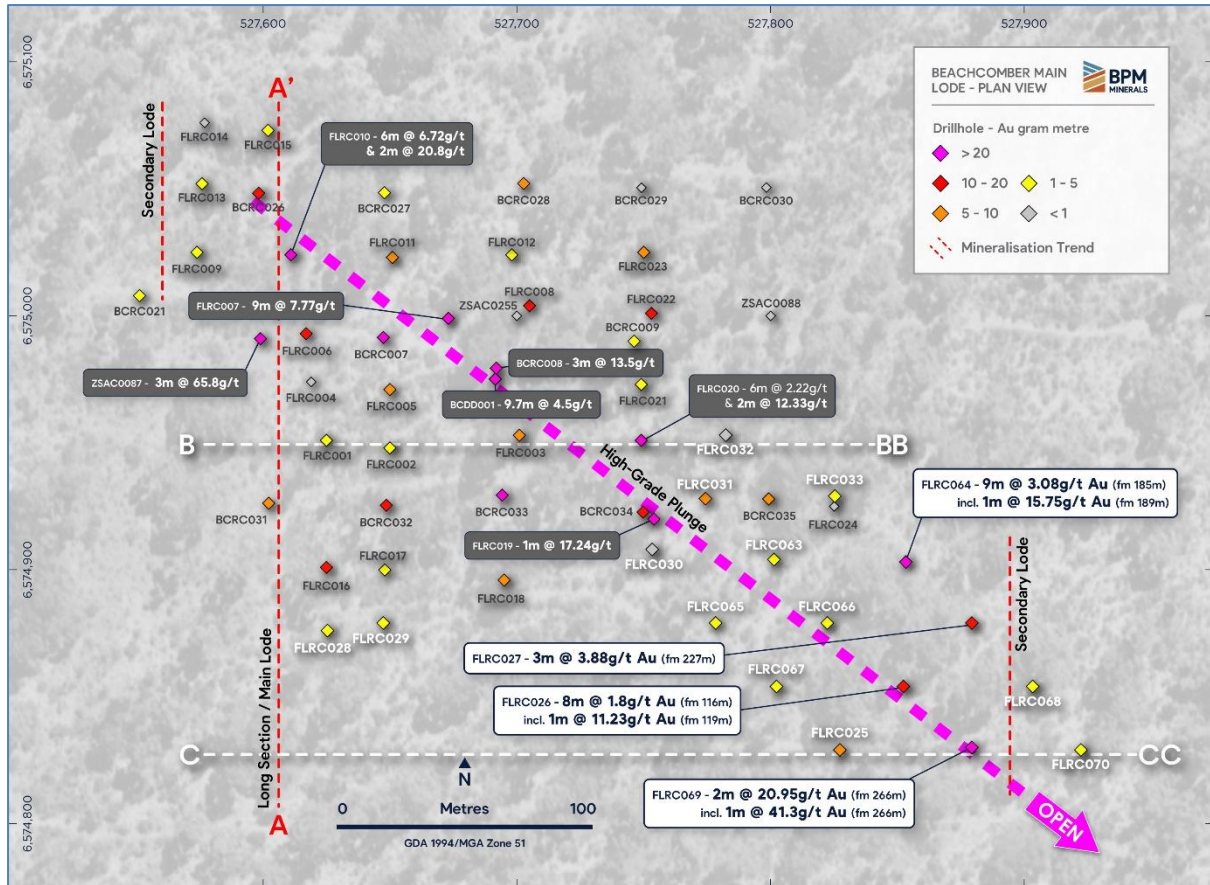 527,600
527,700
527,800
527,900
6,575,100
6,575,000
6,574,900
6,574,800
BEACHCOMBER MAIN
LODE - PLAN VIEW
BPM
MINERALS
Drillhole - Au gram metre
> 20
10 - 20
1 - 5
5 - 10
< 1
Mineralisation Trend
A'
Secondary Lode
FLRC014
FLRC015
FLRC010 - 6m @ 6.72g/t
& 2m @ 20.8g/t
FLRC013
BCRC026
BCRC027
BCRC028
BCRC029
BCRC030
FLRC009
FLRC011
FLRC012
FLRC023
BCRC021
FLRC007 - 9m @ 7.77g/t
ZSAC0255
FLRC008
FLRC022
BCRC009
ZSAC0088
FLRC006
BCRC007
ZSAC0087 - 3m @ 65.8g/t
FLRC004
FLRC005
BCRC008 - 3m @ 13.5g/t
BCDD001 - 9.7m @ 4.5g/t
FLRC021
FLRC020 - 6m @ 2.22g/t
& 2m @ 12.33g/t
B
BB
FLRC001
FLRC002
FLRC003
FLRC032
High-Grade Plunge
BCRC031
BCRC032
BCRC033
BCRC034
FLRC031
BCRC035
FLRC033
FLRC024
FLRC064 - 9m @ 3.08g/t Au (fm 185m)
incl. 1m @ 15.75g/t Au (fm 189m)
FLRC019 - 1m @ 17.24g/t
FLRC030
FLRC063
FLRC016
FLRC017
FLRC018
Secondary Lode
FLRC028
FLRC029
FLRC065
FLRC066
FLRC027 - 3m @ 3.88g/t Au (fm 227m)
FLRC067
FLRC068
FLRC026 - 8m @ 1.8g/t Au (fm 116m)
incl. 1m @ 11.23g/t Au (fm 119m)
Long Section / Main Lode
C
CC
FLRC025
FLRC070
FLRC069 - 2m @ 20.95g/t Au (fm 266m)
incl. 1m @ 41.3g/t Au (fm 266m)
N
0
Metres
100
GDA 1994/MGA Zone 51
A
OPEN